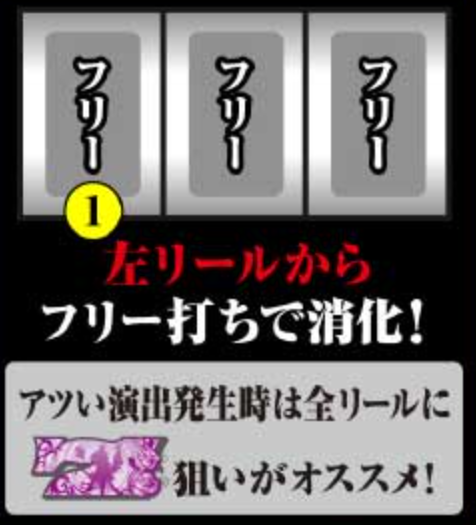 フリー
フリー
フリー
1
左リールから
フリー打ちで消化!
アツい演出発生時は全リールに
狙いがオススメ!